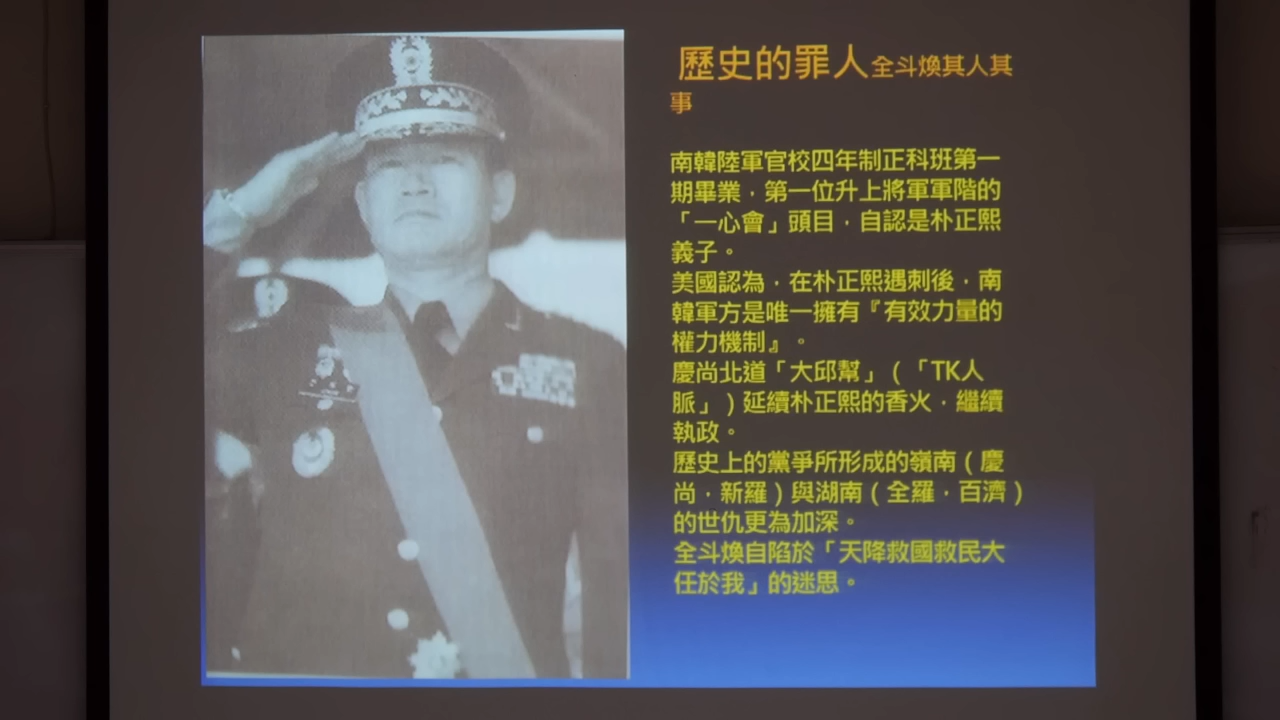 歷史的罪人全斗煥其人其
事
南韓陸軍官校四年制正科班第一
期畢業，第一位升上將軍軍階的
「一心會」頭目，自認是朴正熙
義子。
美國認為，在朴正熙遇刺後，南
韓軍方是唯一擁有『有效力量的
權力機制』。
慶尚北道「大邱幫」（「TK人
脈」）延續朴正熙的香火，繼續
執政。
歷史上的黨爭所形成的嶺南（慶
尚，新羅）與湖南（全羅，百濟）
的世仇更為加深。
全斗煥自陷於「天降救國救民大
任於我」的迷思。